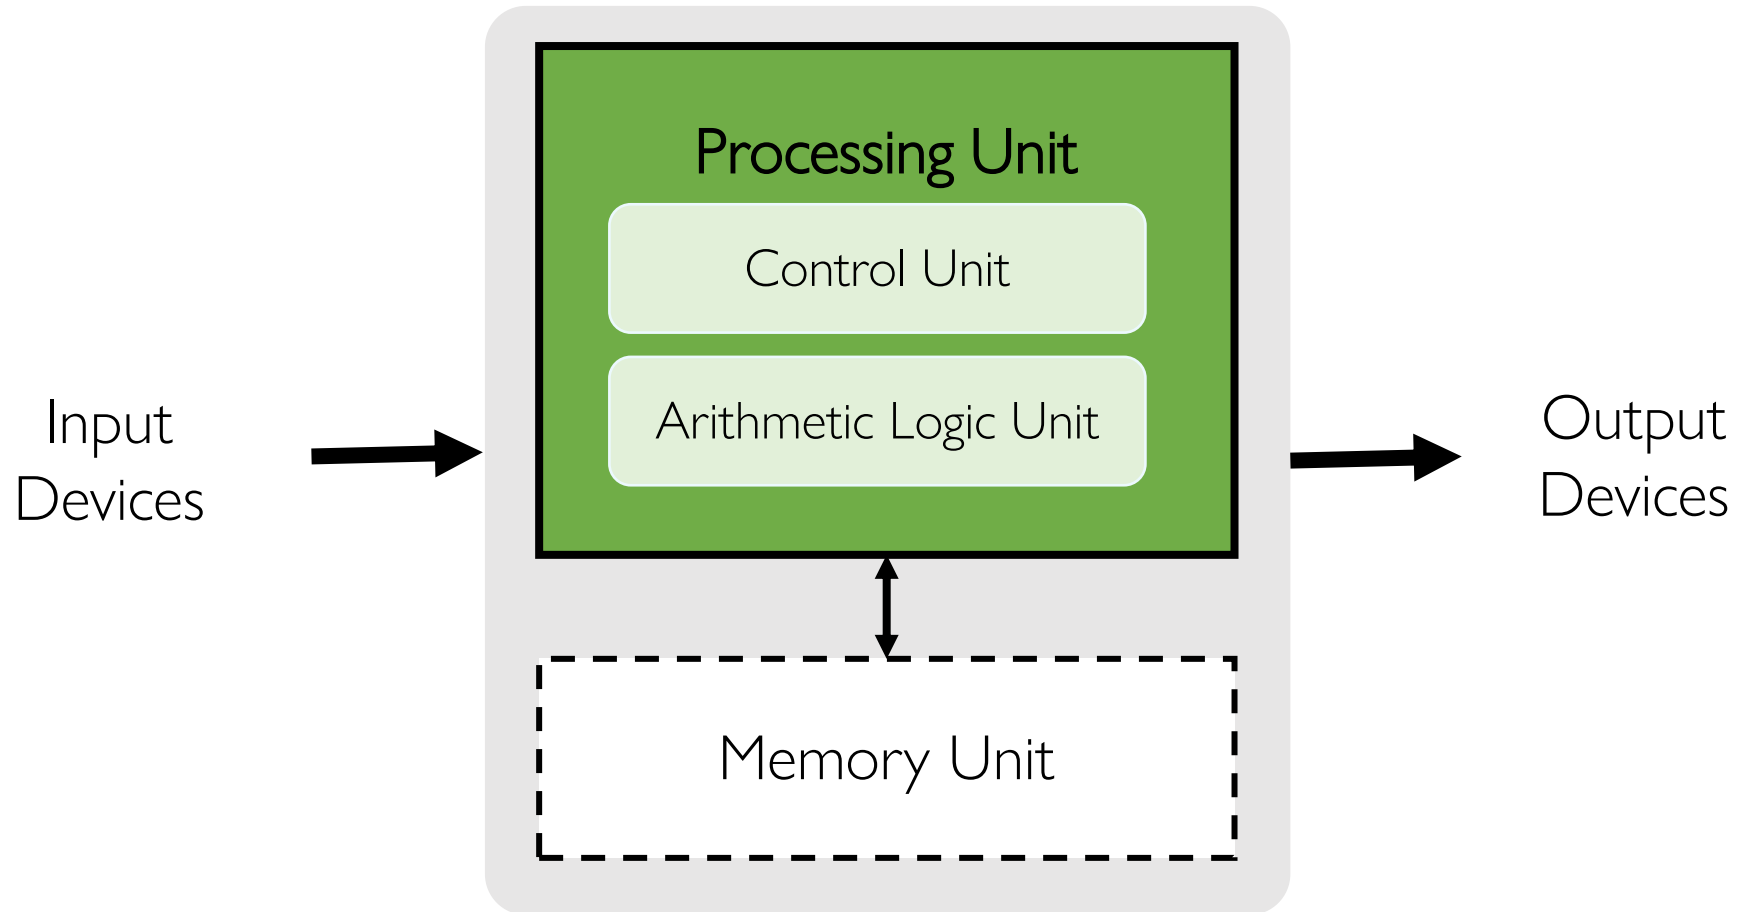 Processing Unit
Control Unit
Arithmetic Logic Unit
Input
Devices
Output
Devices
Memory Unit